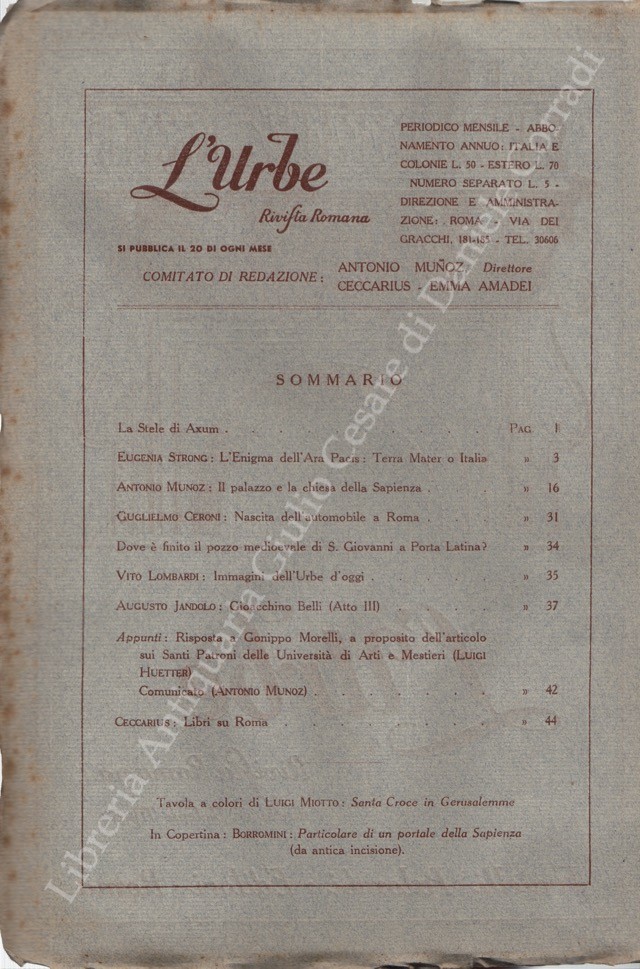 L'Urbe
Rivista Romana
SI PUBBLICA IL 20 DI OGNI MESE
PERIODICO MENSILE - ABBO-
NAMENTO ANNUO: ITALIA E
COLONIE L. 50 - ESTERO L. 70
NUMERO SEPARATO L. 5 -
DIREZIONE E AMMINISTRA-
ZIONE: ROMA - VIA DEI
GRACCHI, 181-185 - TEL. 30606
COMITATO DI REDAZIONE: ANTONIO MUÑOZ, Direttore
CECCARIUS - EMMA AMADEI
SOMMARIO
La Stele di Axum . . . . . . . . . . PAG. 1
EUGENIA STRONG: L'Enigma dell'Ara Pacis: Terra Mater o Italia » 3
ANTONIO MUNOZ: Il palazzo e la chiesa della Sapienza . . . » 16
GUGLIELMO CERONI: Nascita dell'automobile a Roma . . . » 31
Dove è finito il pozzo medioevale di S. Giovanni a Porta Latina? » 34
VITO LOMBARDI: Immagini dell'Urbe d'oggi . . . . . » 35
AUGUSTO JANDOLO: Gioacchino Belli (Atto III) . . . . » 37
Appunti: Risposta a Gonippo Morelli, a proposito dell'articolo
sui Santi Patroni delle Università di Arti e Mestieri (LUIGI
HUETTER)
Comunicato (ANTONIO MUNOZ) . . . . . . . » 42
CECCARIUS: Libri su Roma . . . . . . . . » 44
Tavola a colori di LUIGI MIOTTO: Santa Croce in Gerusalemme
In Copertina: BORROMINI: Particolare di un portale della Sapienza
(da antica incisione).
Libreria Antiquaria Giulio Cesare di Daniele Corradi